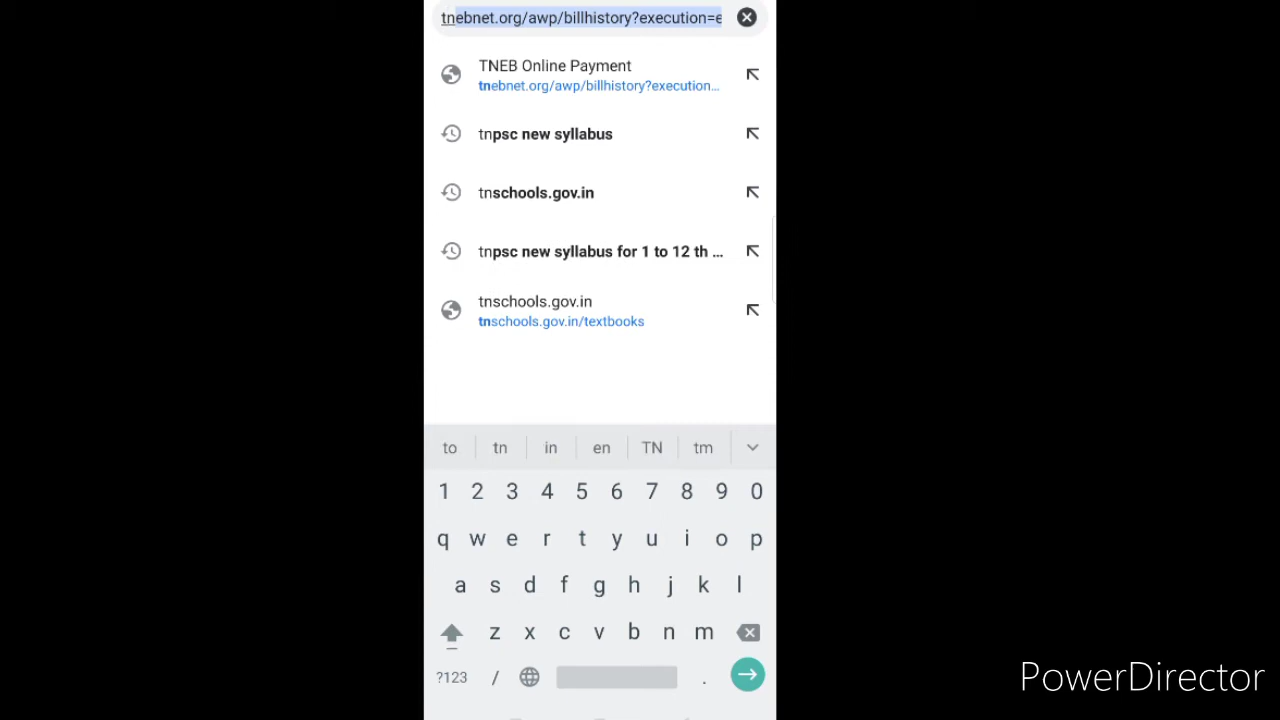 tnebnet.org/awp/billhistory?execution=e
TNEB Online Payment
tnebnet.org/awp/billhistory?execution...
tnpsc new syllabus
tnschools.gov.in
tnpsc new syllabus for 1 to 12 th ...
tnschools.gov.in
tnschools.gov.in/textbooks
to tn in en TN tm
1 2 3 4 5 6 7 8 9 0
q w e r t y u i o p
a s d f g h j k l
z x c v b n m
?123 / .
PowerDirector